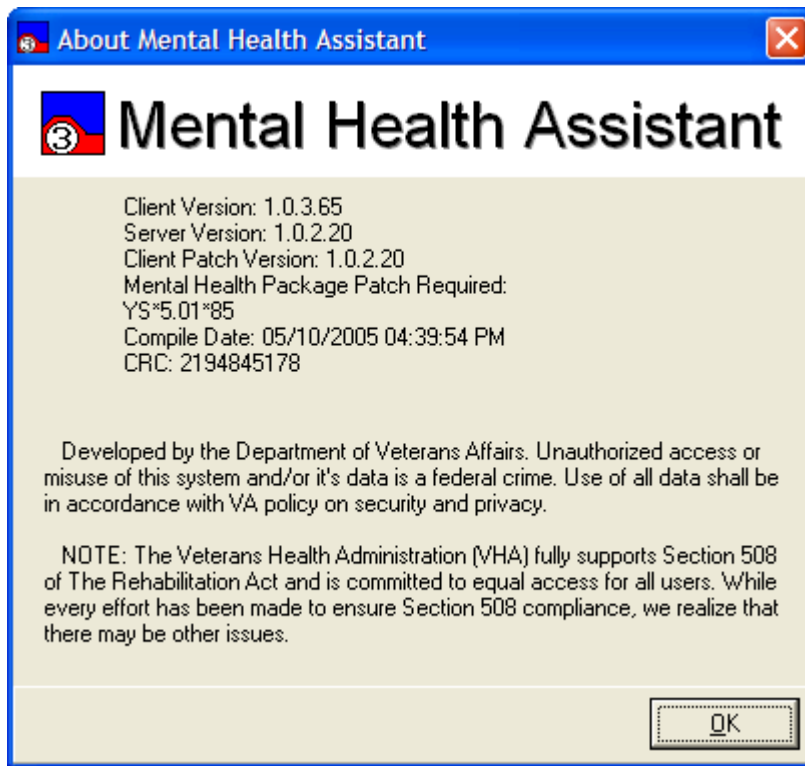 About Mental Health Assistant
3 Mental Health Assistant
Client Version: 1.0.3.65
Server Version: 1.0.2.20
Client Patch Version: 1.0.2.20
Mental Health Package Patch Required:
YS*5.01*85
Compile Date: 05/10/2005 04:39:54 PM
CRC: 2194845178
Developed by the Department of Veterans Affairs. Unauthorized access or
misuse of this system and/or it's data is a federal crime. Use of all data shall be
in accordance with VA policy on security and privacy.
NOTE: The Veterans Health Administration (VHA) fully supports Section 508
of The Rehabilitation Act and is committed to equal access for all users. While
every effort has been made to ensure Section 508 compliance, we realize that
there may be other issues.
OK